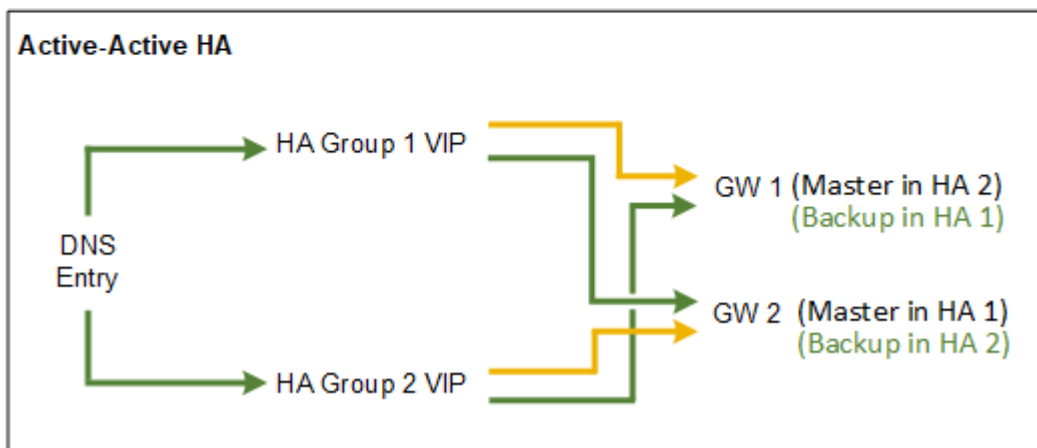 Active-Active HA
HA Group 1 VIP
GW 1 (Master in HA 2)
(Backup in HA 1)
DNS
Entry
GW 2 (Master in HA 1)
(Backup in HA 2)
HA Group 2 VIP